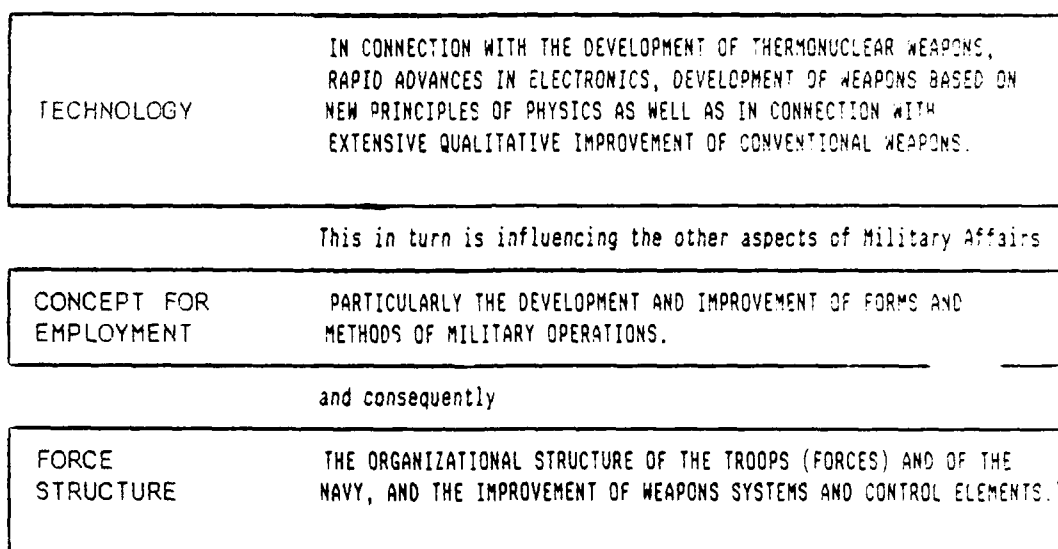 IN CONNECTION WITH THE DEVELOPMENT OF THERMONUCLEAR WEAPONS,
RAPID ADVANCES IN ELECTRONICS, DEVELOPMENT OF WEAPONS BASED ON
TECHNOLOGY NEW PRINCIPLES OF PHYSICS AS WELL AS IN CONNECTION WITH
EXTENSIVE QUALITATIVE IMPROVEMENT OF CONVENTIONAL WEAPONS.
This in turn is influencing the other aspects of Military Affairs
CONCEPT FOR PARTICULARLY THE DEVELOPMENT AND IMPROVEMENT OF FORMS AND
EMPLOYMENT METHODS OF MILITARY OPERATIONS.
and consequently
FORCE THE ORGANIZATIONAL STRUCTURE OF THE TROOPS (FORCES) AND OF THE
STRUCTURE NAVY, AND THE IMPROVEMENT OF WEAPONS SYSTEMS AND CONTROL ELEMENTS.